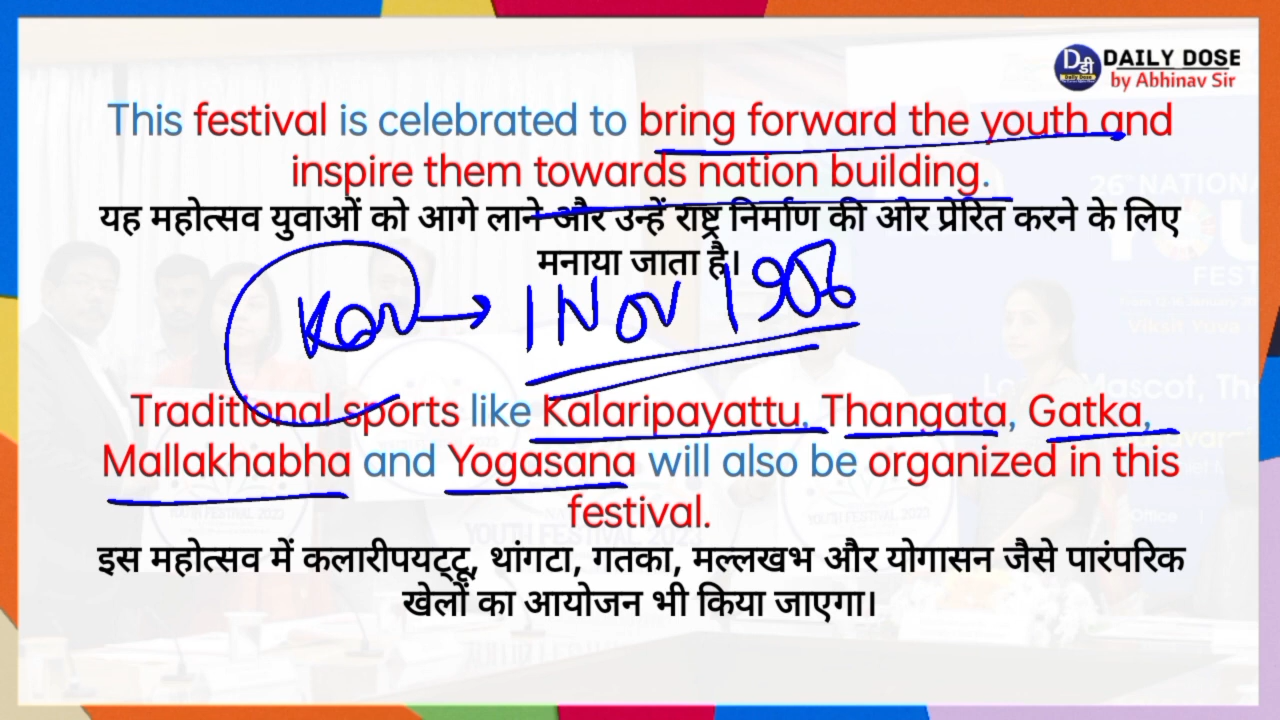 DAILY DOSE
by Abhinav Sir
This festival is celebrated to bring forward the youth and
inspire them towards nation building.
यह महोत्सव युवाओं को आगे लाने और उन्हें राष्ट्र निर्माण की ओर प्रेरित करने के लिए
मनाया जाता है।
1 Nov 1956
Traditional sports like Kalaripayattu, Thangata, Gatka,
Mallakhabha and Yogasana will also be organized in this
festival.
इस महोत्सव में कलारीपयट्टू, थांगटा, गतका, मल्लखभ और योगासन जैसे पारंपरिक
खेलों का आयोजन भी किया जाएगा।
YOUTH FESTIVAL 2023